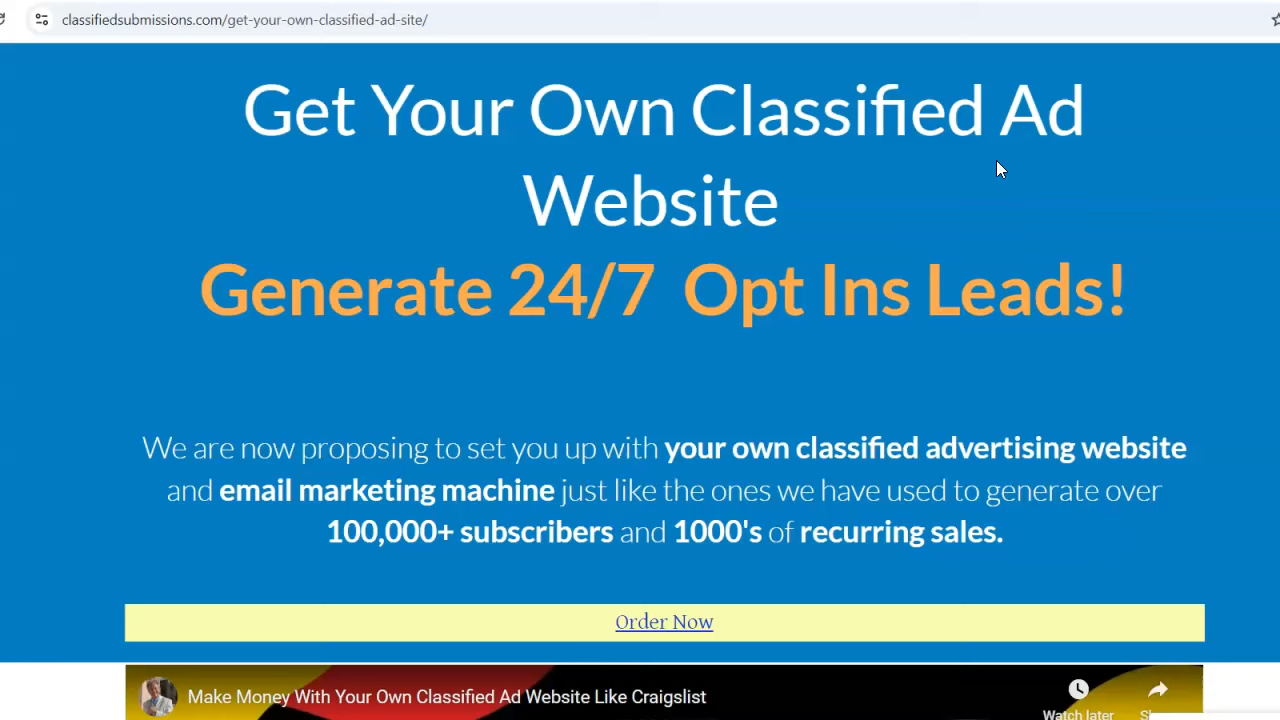 classifiedsubmissions.com/get-your-own-classified-ad-site/
Get Your Own Classified Ad
Website
Generate 24/7 Opt Ins Leads!
We are now proposing to set you up with your own classified advertising website
and email marketing machine just like the ones we have used to generate over
100,000+ subscribers and 1000's of recurring sales.
Order Now
Make Money With Your Own Classified Ad Website Like Craigslist
Watch later